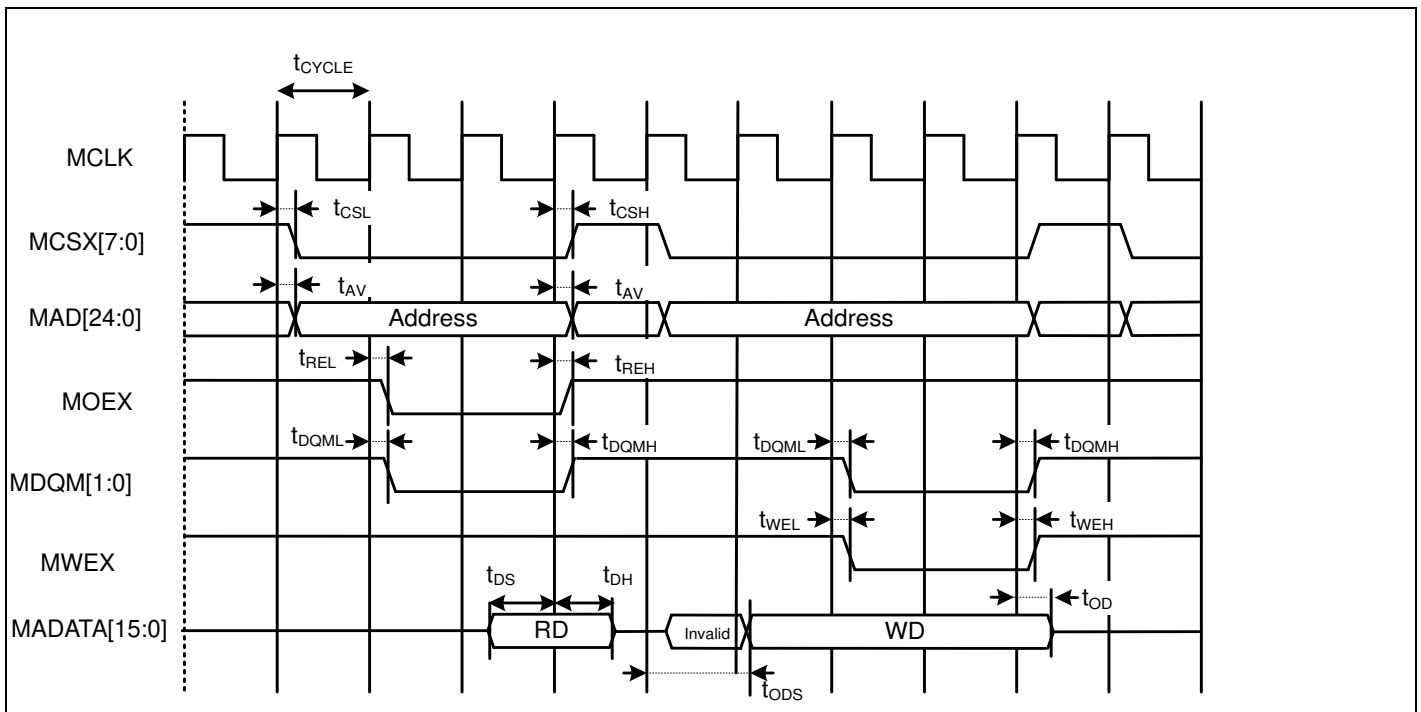 tCYCLE
MCLK
tCSL
tCSH
MCSX[7:0]
tAV
tAV
MAD[24:0]
Address
Address
tREL
tREH
MOEX
tDQML
tDQMH
tDQML
tDQMH
MDQM[1:0]
tWEL
tWEH
MWEX
tDS
tDH
tOD
MADATA[15:0]
RD
Invalid
WD
tODS